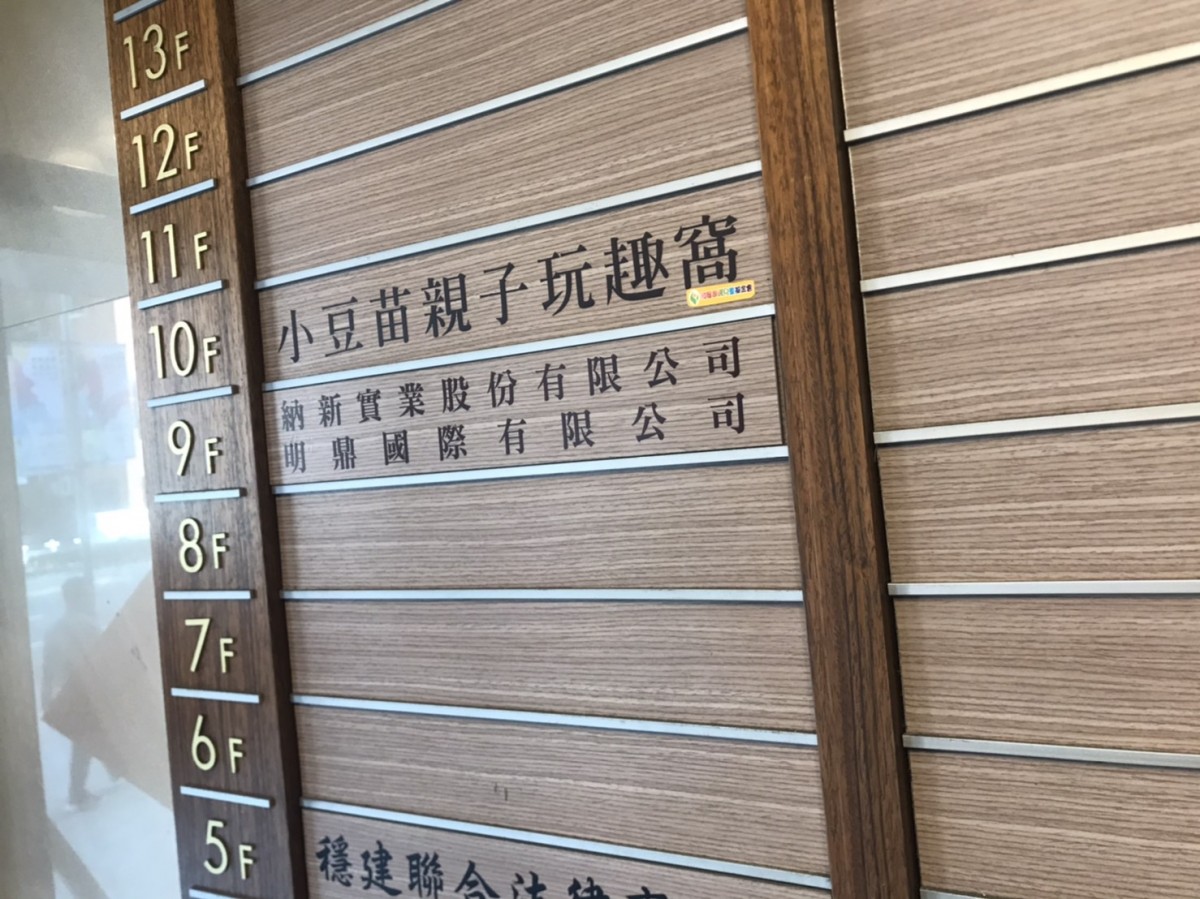 13F
12F
11F
10F
小豆苗親子玩趣窩
9F
納新實業股份有限公司
明鼎國際有限公司
8F
7F
6F
5F
穩建聯合法律